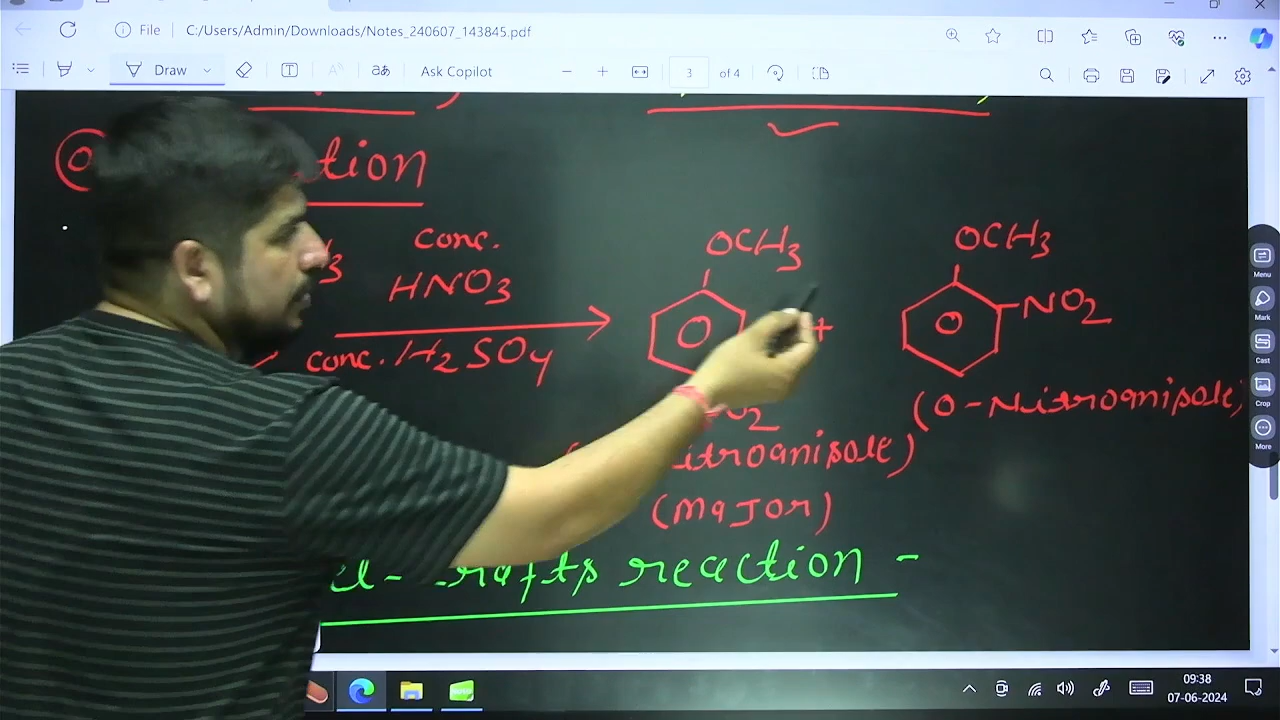 File C:/Users/Admin/Downloads/Notes_240607_143845.pdf
Draw Ask Copilot 3 of 4
tion
conc.
HNO3
conc. H2SO4
OCH3
+
OCH3
NO2
(O-Nitroanisole)
(Major)
reaction -
Menu
Mark
Cast
Crop
More
09:38
07-06-2024